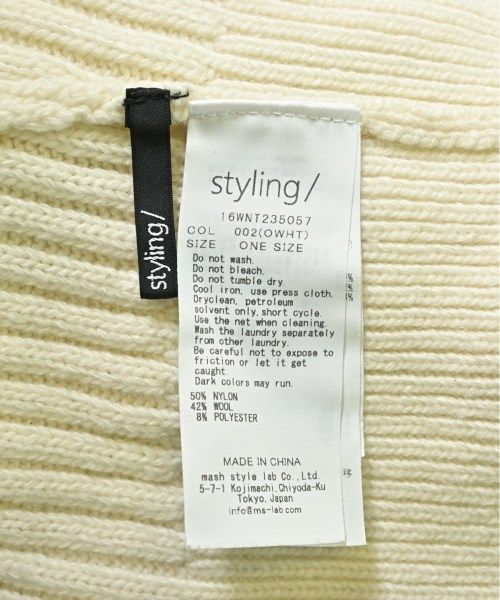 styling/
styling/
16WNT235057
COL 002(OWHT)
SIZE ONE SIZE
Do not wash.
Do not bleach.
Do not tumble dry.
Cool iron, use press cloth.
Dryclean, petroleum
solvent only,short cycle.
Use the net when cleaning.
Wash the laundry separately
from other laundry.
Be careful not to expose to
friction or let it get
caught.
Dark colors may run.
50% NYLON
42% WOOL
8% POLYESTER
MADE IN CHINA
mash style lab Co.,Ltd.
5-7-1 Kojimachi,Chiyoda-Ku
Tokyo,Japan
info@ms-lab.com